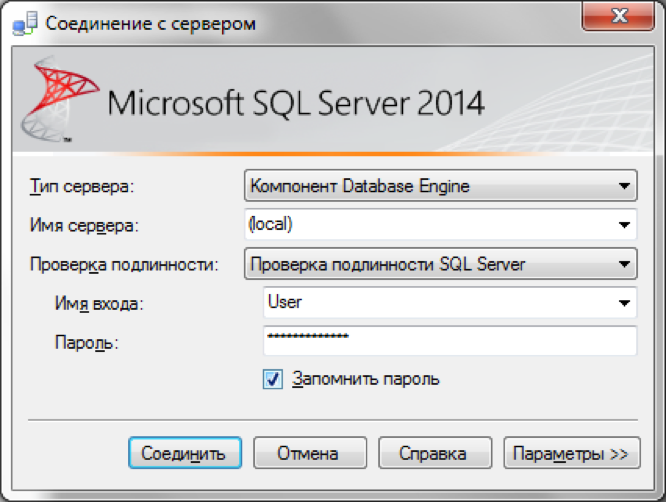 Соединение с сервером
Microsoft SQL Server 2014
Тип сервера: Компонент Database Engine
Имя сервера: (local)
Проверка подлинности: Проверка подлинности SQL Server
Имя входа: User
Пароль: *************
Запомнить пароль
Соединить Отмена Справка Параметры >>